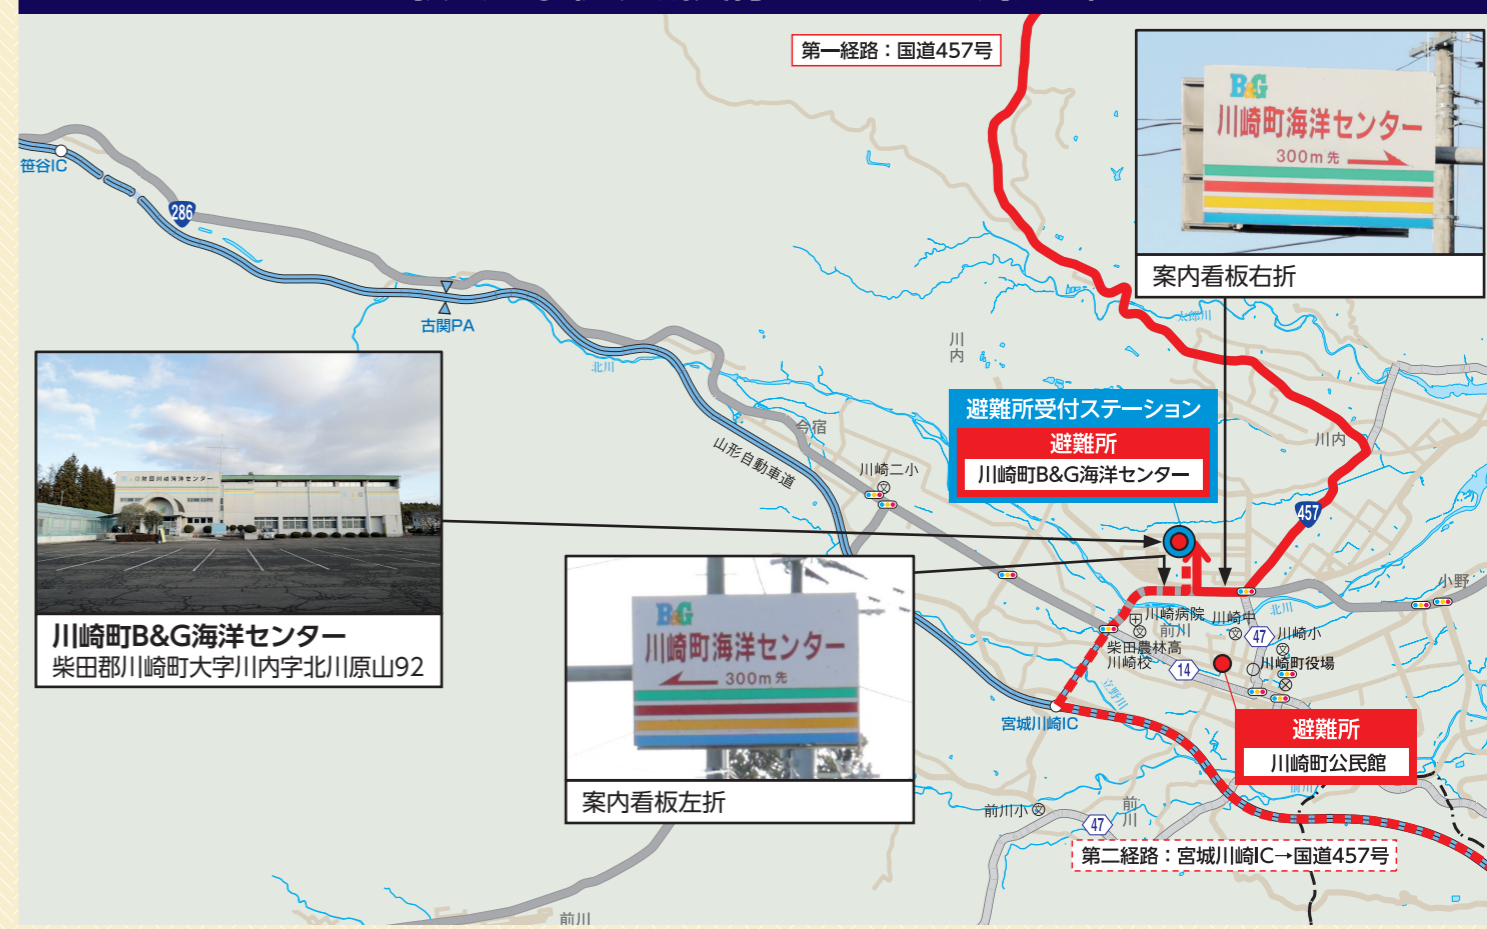 第一経路：国道457号
B&G
川崎町海洋センター
300m先
案内看板右折
笹谷IC
286
古関PA
北川
太郎川
川内
避難所受付ステーション
避難所
川崎町B&G海洋センター
川内
今宿
山形自動車道
川崎二小
457
小野
川崎町B&G海洋センター
柴田郡川崎町大字川内字北川原山92
B&G
川崎町海洋センター
300m先
案内看板左折
川崎病院
前川
川崎中
北川
47
川崎小
柴田農林高
川崎校
14
川崎町役場
立野川
宮城川崎IC
避難所
川崎町公民館
前川
前川小
前川
47
第二経路：宮城川崎IC→国道457号
前川